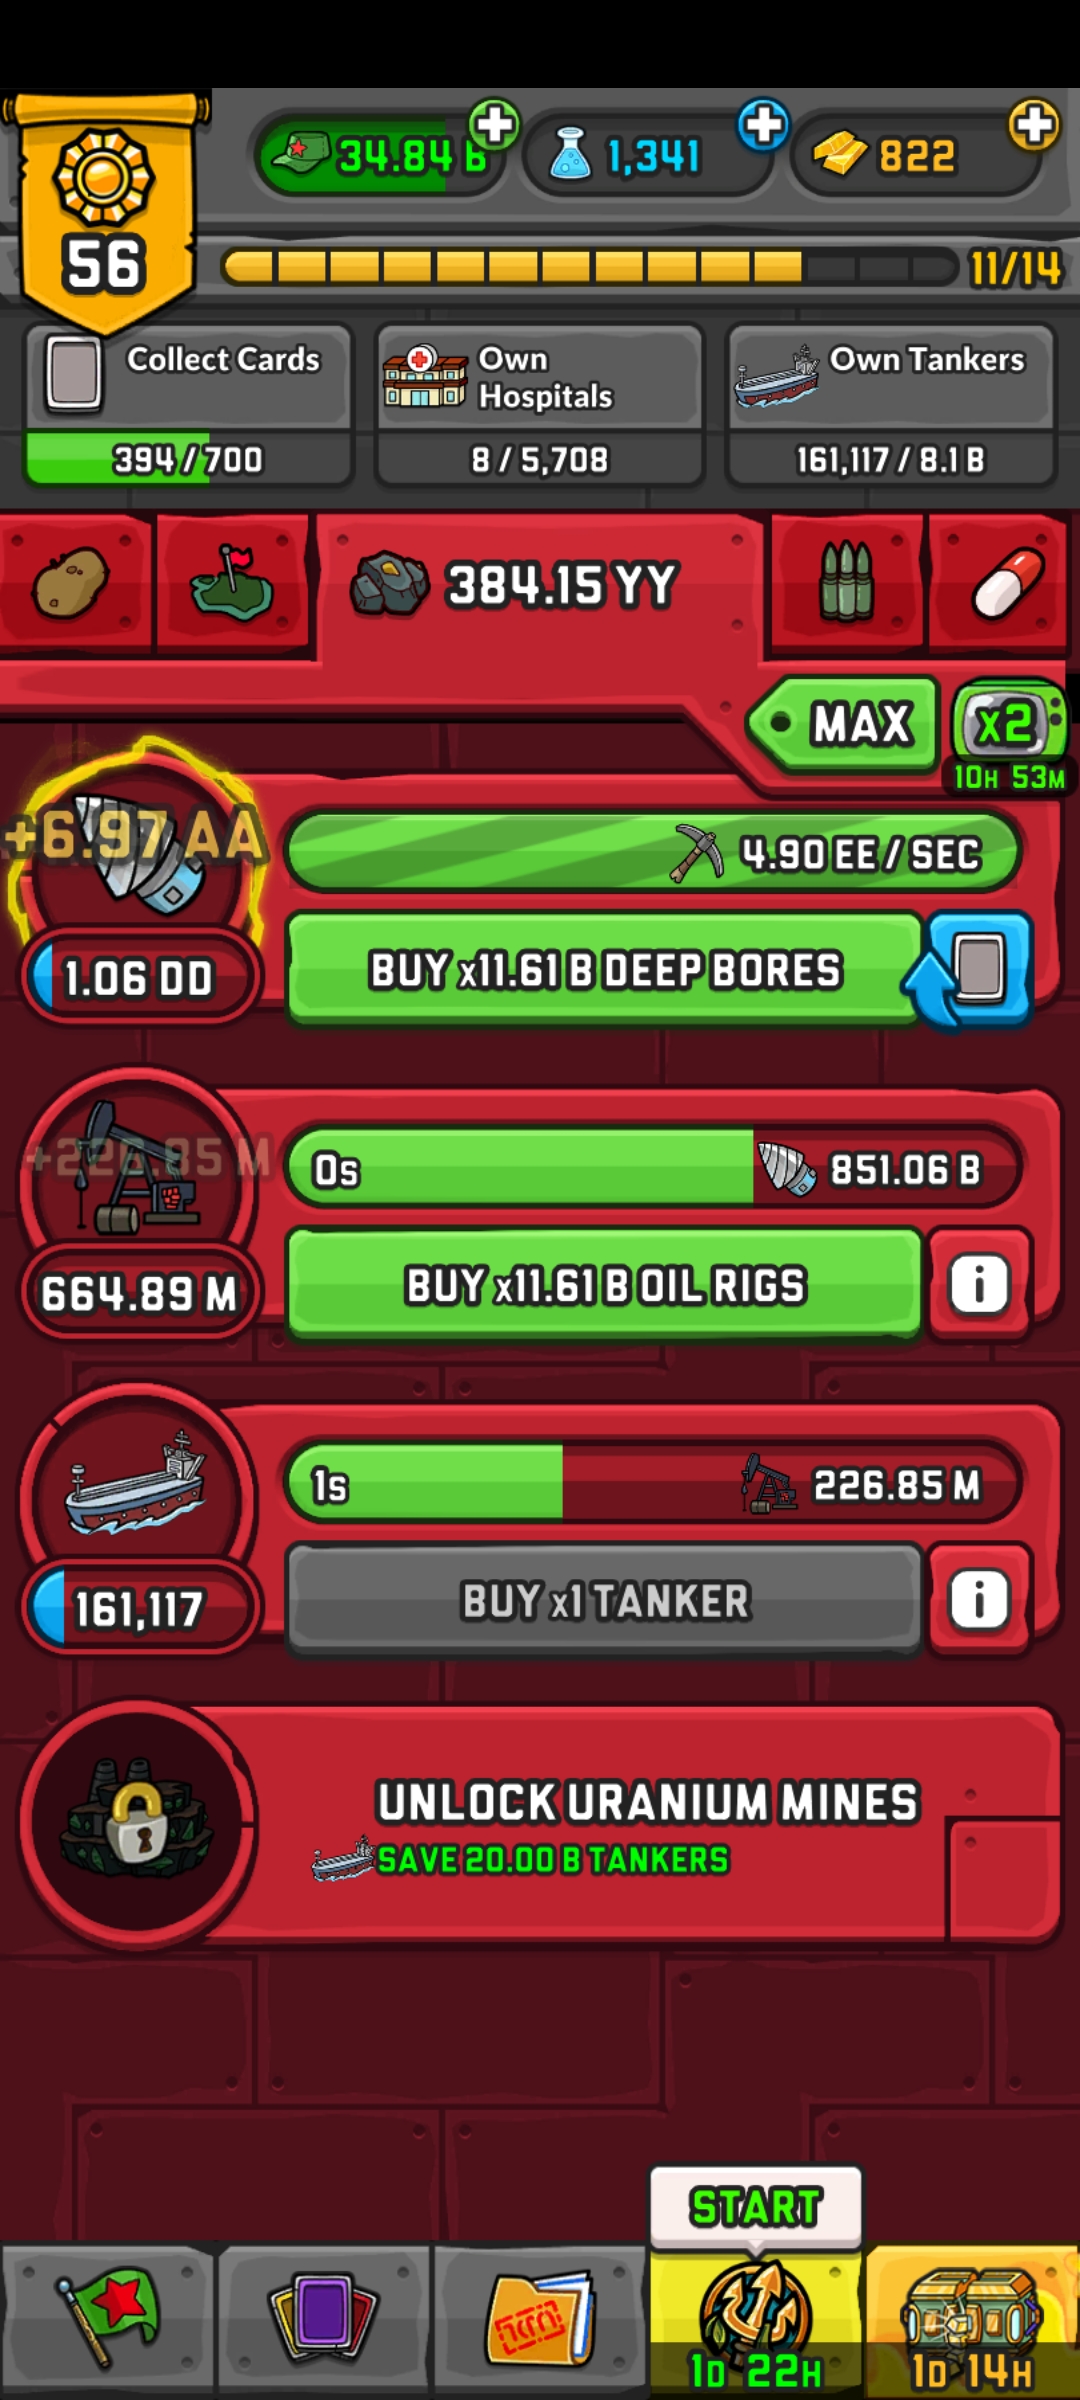 56
34.84 B
1,341
822
11/14
Collect Cards
394/700
Own Hospitals
8/5,708
Own Tankers
161,117/8.1 B
384.15 YY
MAX
x2
10H 53M
+6.97 AA
4.90 EE/SEC
1.06 DD
BUY x11.61 B DEEP BORES
+226.85 M
0s
851.06 B
664.89 M
BUY x11.61 B OIL RIGS
i
1s
226.85 M
161,117
BUY x1 TANKER
i
UNLOCK URANIUM MINES
SAVE 20.00 B TANKERS
START
1D 22H
1D 14H